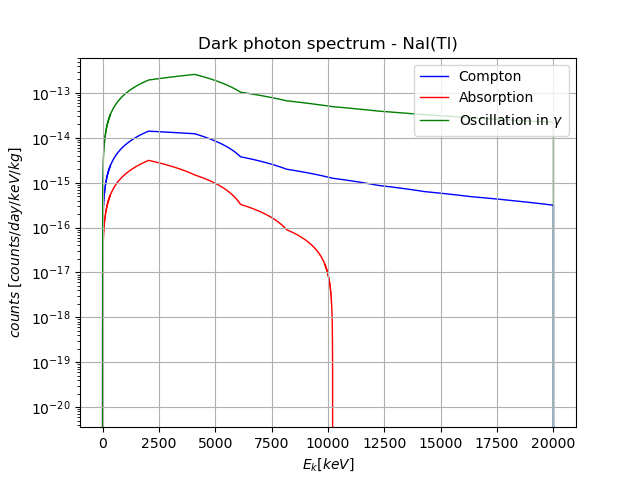 Dark photon spectrum - NaI(Tl)
Compton
Absorption
Oscillation in γ
counts [counts/day/keV/kg]
10⁻¹³
10⁻¹⁴
10⁻¹⁵
10⁻¹⁶
10⁻¹⁷
10⁻¹⁸
10⁻¹⁹
10⁻²⁰
0 2500 5000 7500 10000 12500 15000 17500 20000
Eₖ[keV]